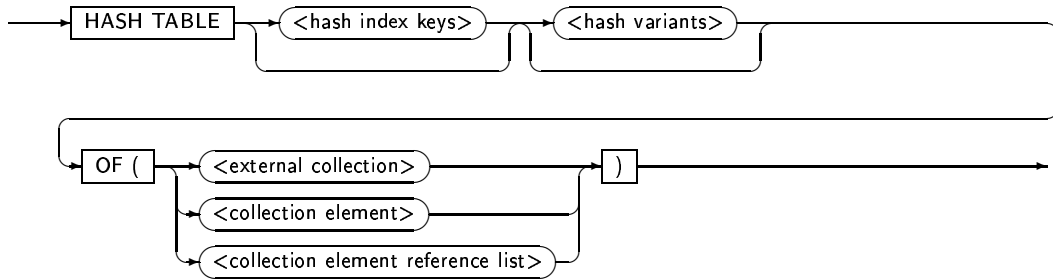 HASH TABLE <hash index keys> <hash variants>
OF ( <external collection> )
<collection element>
<collection element reference list>